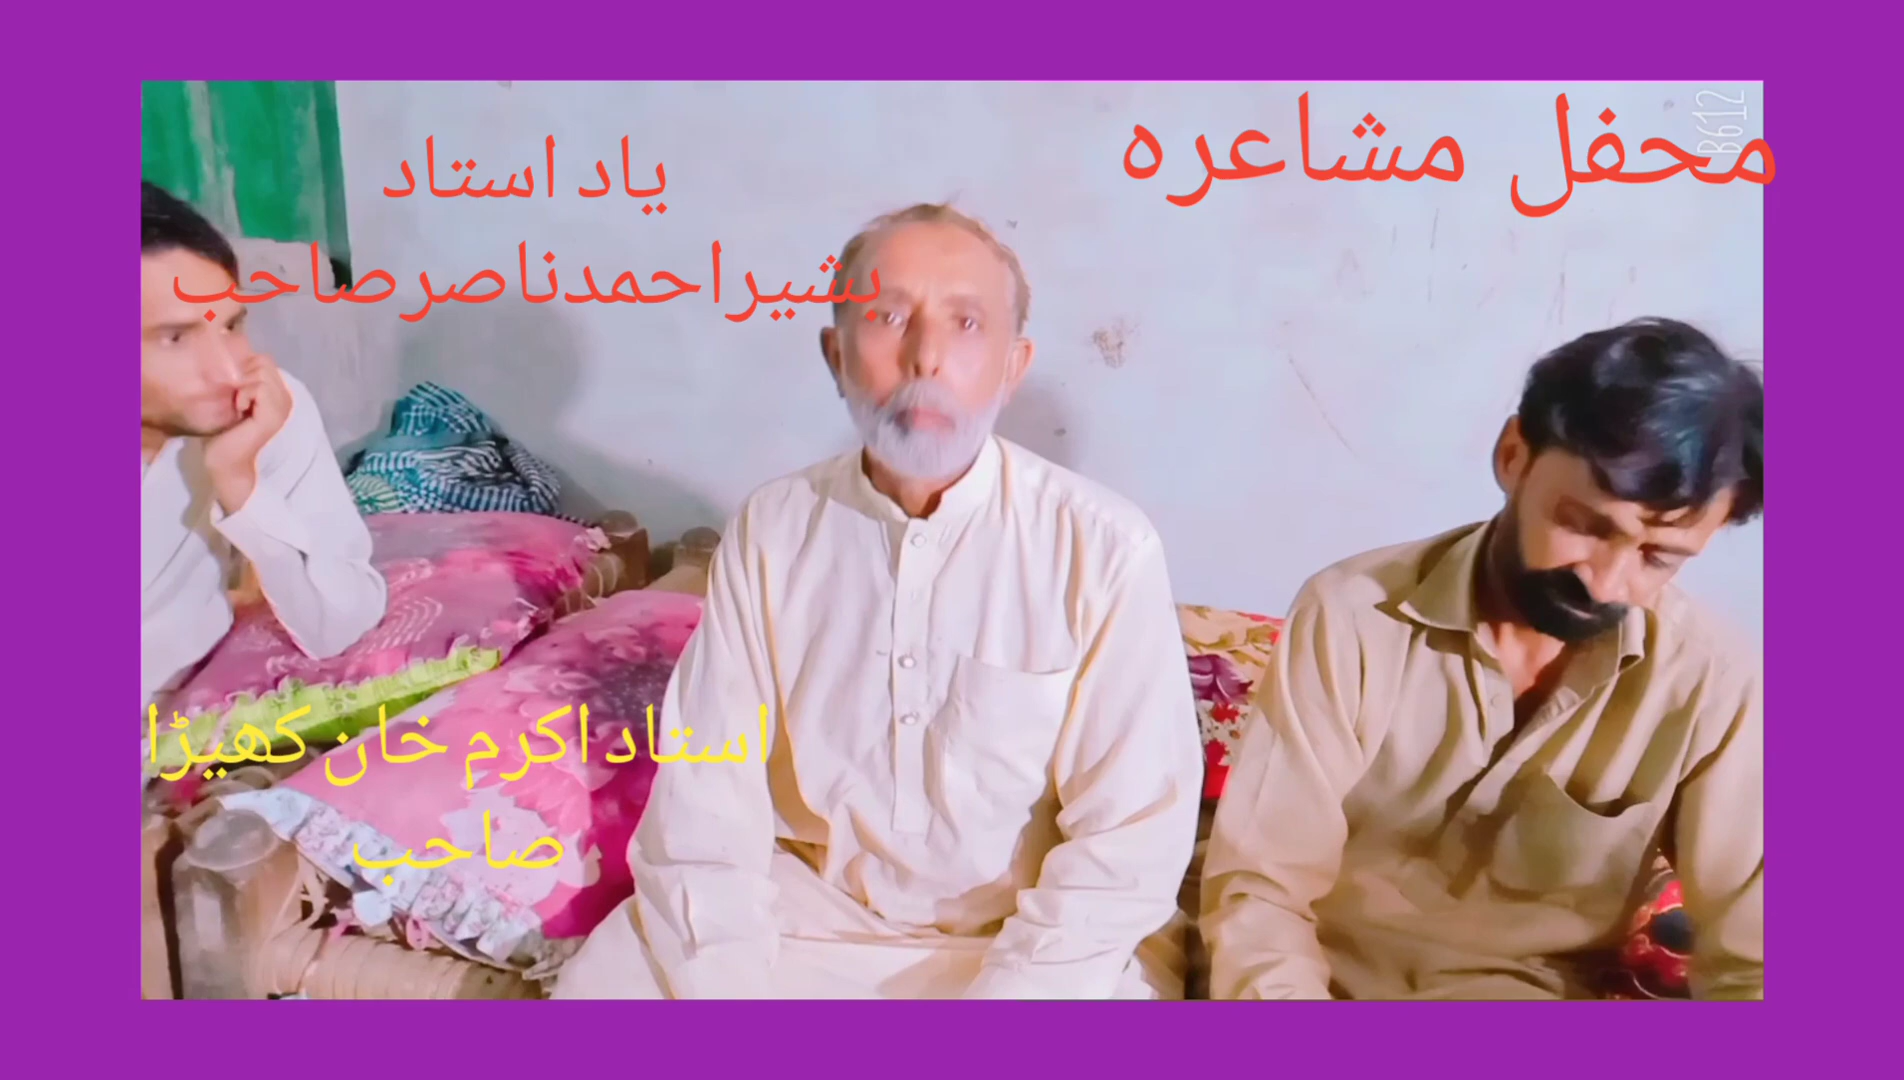 محفل مشاعرہ
یاد استاد
بشیراحمدناصرصاحب
استاداکرم خان کھیڑا
صاحب
B612